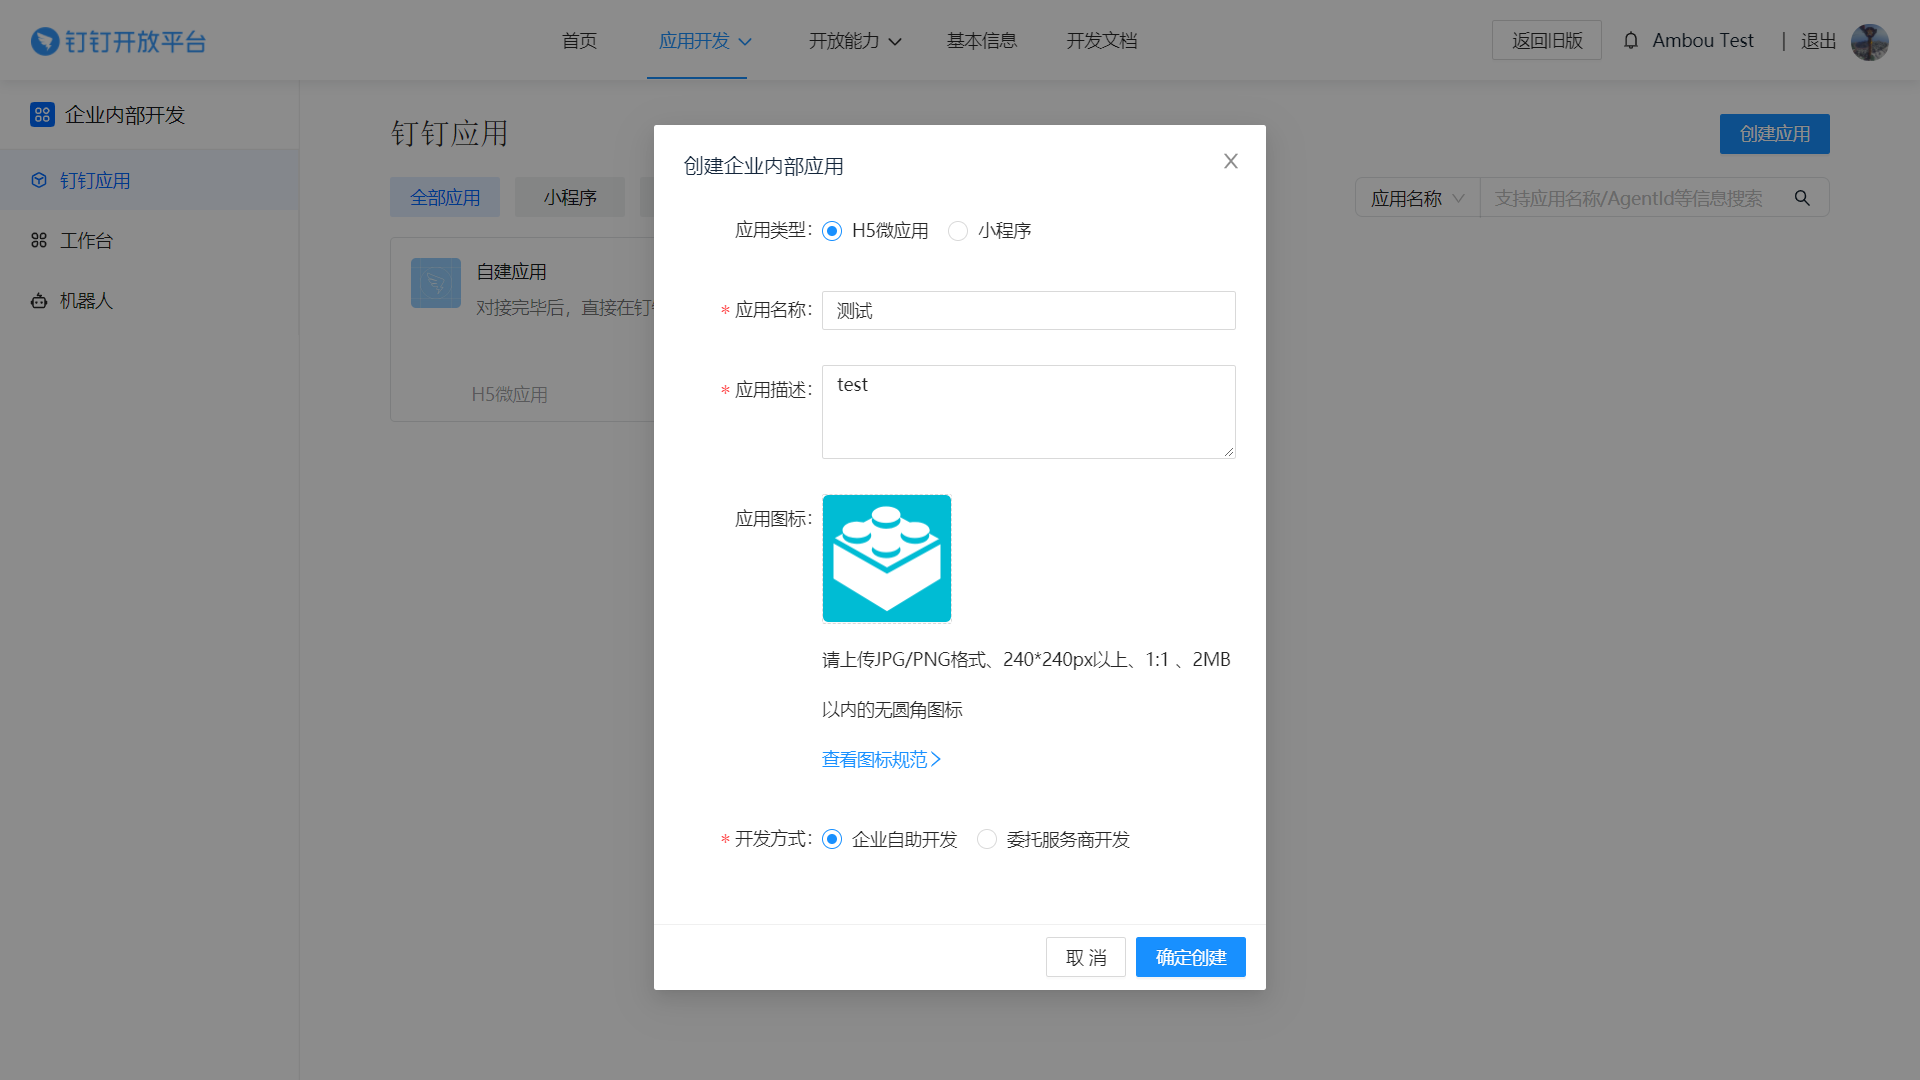 钉钉开放平台
首页
应用开发
开放能力
基本信息
开发文档
返回旧版
Ambou Test
|
退出
企业内部开发
钉钉应用
工作台
机器人
钉钉应用
创建应用
全部应用
小程序
应用名称
支持应用名称/AgentId等信息搜索
自建应用
对接完毕后，直接在钉
H5微应用
创建企业内部应用
应用类型：
H5微应用
小程序
* 应用名称：
测试
* 应用描述：
test
应用图标：
请上传JPG/PNG格式、240*240px以上、1:1 、2MB
以内的无圆角图标
查看图标规范
* 开发方式：
企业自助开发
委托服务商开发
取 消
确定创建